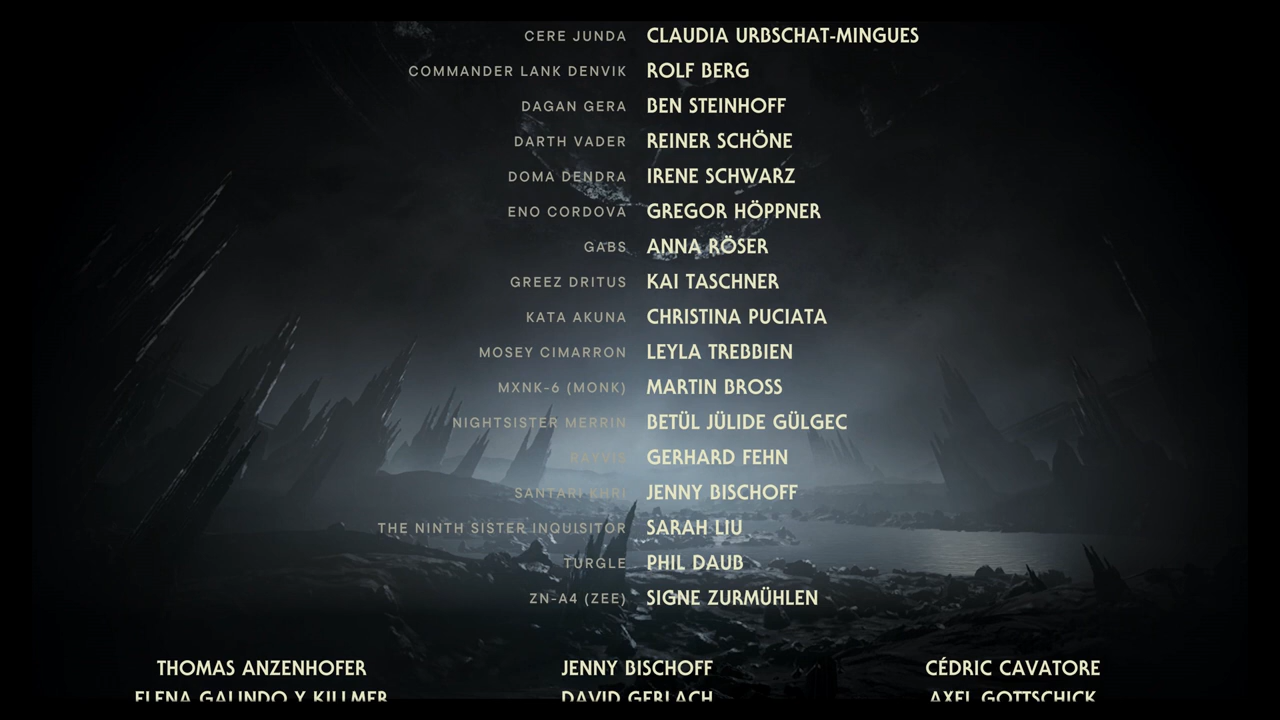 CERE JUNDA CLAUDIA URBSCHAT-MINGUES
COMMANDER LANK DENVIK ROLF BERG
DAGAN GERA BEN STEINHOFF
DARTH VADER REINER SCHÖNE
DOMA DENDRA IRENE SCHWARZ
ENO CORDOVA GREGOR HÖPPNER
GABS ANNA RÖSER
GREEZ DRITUS KAI TASCHNER
KATA AKUNA CHRISTINA PUCIATA
MOSEY CIMARRON LEYLA TREBBIEN
MXNK-6 (MONK) MARTIN BROSS
NIGHTSISTER MERRIN BETÜL JÜLIDE GÜLGEC
RAYVIS GERHARD FEHN
SANTARI KHRI JENNY BISCHOFF
THE NINTH SISTER INQUISITOR SARAH LIU
TURGLE PHIL DAUB
ZN-A4 (ZEE) SIGNE ZURMÜHLEN
THOMAS ANZENHOFER JENNY BISCHOFF CÉDRIC CAVATORE
ELENA GALINDO Y KILLMER DAVID GERLACH AXEL GOTTSCHICK